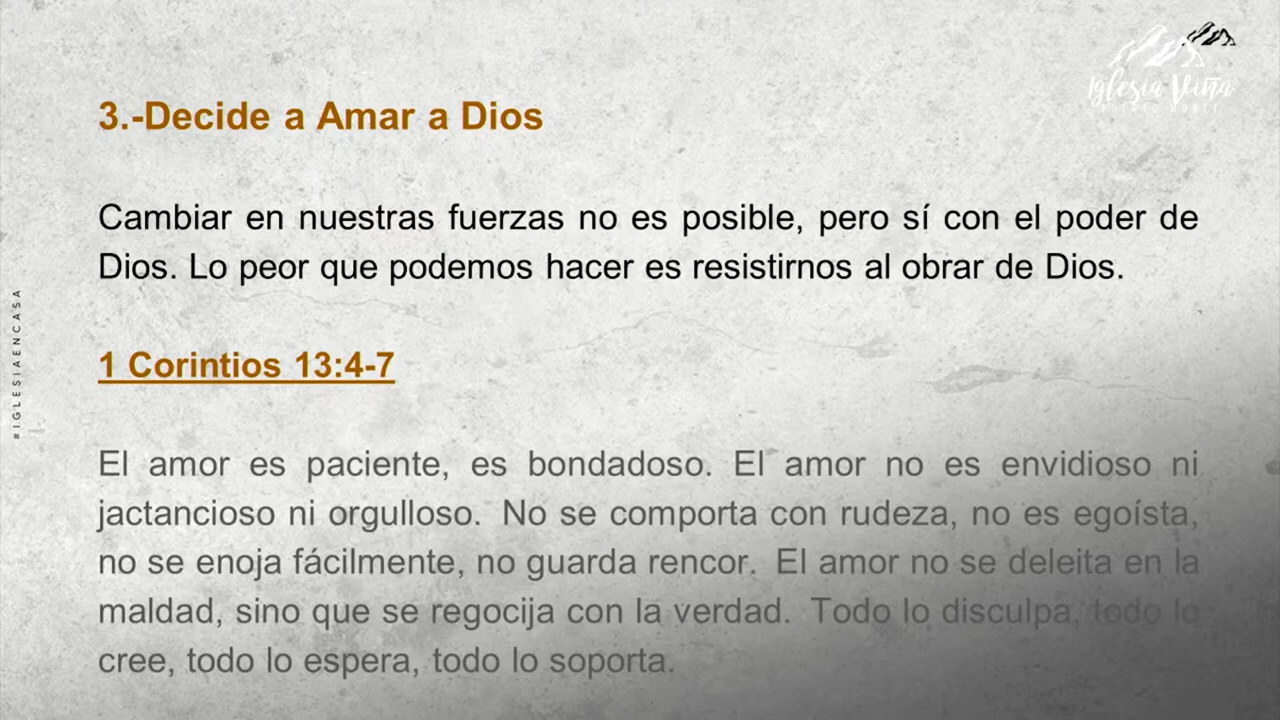 Iglesia Viña
3.-Decide a Amar a Dios
Cambiar en nuestras fuerzas no es posible, pero sí con el poder de
Dios. Lo peor que podemos hacer es resistirnos al obrar de Dios.
#IGLESIAENCASA
1 Corintios 13:4-7
El amor es paciente, es bondadoso. El amor no es envidioso ni
jactancioso ni orgulloso. No se comporta con rudeza, no es egoísta,
no se enoja fácilmente, no guarda rencor. El amor no se deleita en la
maldad, sino que se regocija con la verdad. Todo lo disculpa, todo lo
cree, todo lo espera, todo lo soporta.